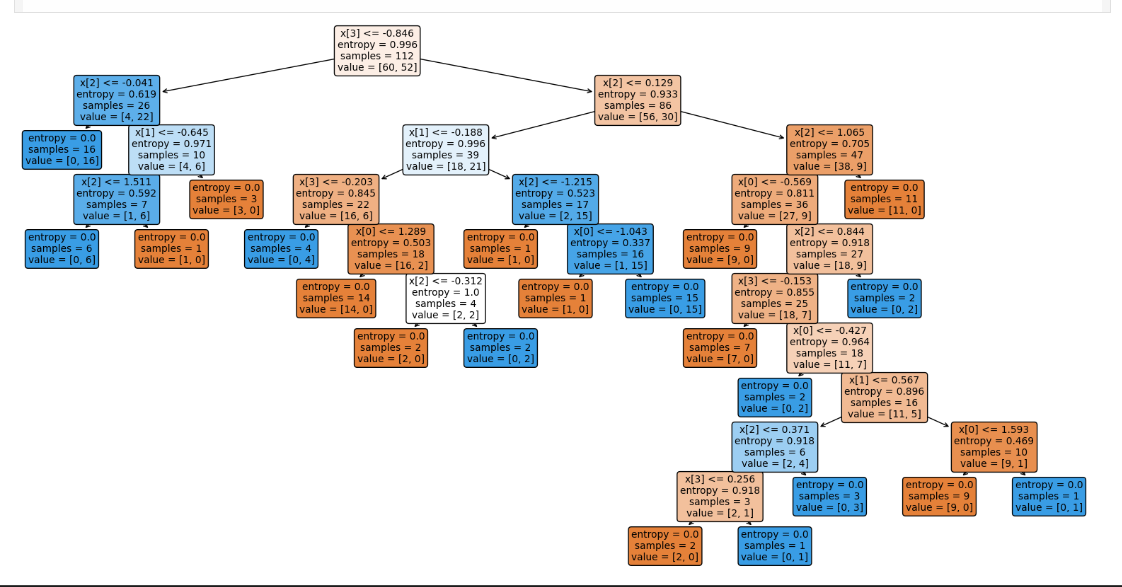 x[3] <= -0.846
entropy = 0.996
samples = 112
value = [60, 52]
x[2] <= -0.041
entropy = 0.619
samples = 26
value = [4, 22]
x[2] <= 0.129
entropy = 0.933
samples = 86
value = [56, 30]
entropy = 0.0
samples = 16
value = [0, 16]
x[1] <= -0.645
entropy = 0.971
samples = 10
value = [4, 6]
x[1] <= -0.188
entropy = 0.996
samples = 39
value = [18, 21]
x[2] <= 1.065
entropy = 0.705
samples = 47
value = [38, 9]
x[2] <= 1.511
entropy = 0.592
samples = 7
value = [1, 6]
entropy = 0.0
samples = 3
value = [3, 0]
x[3] <= -0.203
entropy = 0.845
samples = 22
value = [16, 6]
x[2] <= -1.215
entropy = 0.523
samples = 17
value = [2, 15]
x[0] <= -0.569
entropy = 0.811
samples = 36
value = [27, 9]
entropy = 0.0
samples = 11
value = [11, 0]
entropy = 0.0
samples = 6
value = [0, 6]
entropy = 0.0
samples = 1
value = [1, 0]
entropy = 0.0
samples = 4
value = [0, 4]
x[0] <= 1.289
entropy = 0.503
samples = 18
value = [16, 2]
entropy = 0.0
samples = 1
value = [1, 0]
x[0] <= -1.043
entropy = 0.337
samples = 16
value = [1, 15]
entropy = 0.0
samples = 9
value = [9, 0]
x[2] <= 0.844
entropy = 0.918
samples = 27
value = [18, 9]
entropy = 0.0
samples = 14
value = [14, 0]
x[2] <= -0.312
entropy = 1.0
samples = 4
value = [2, 2]
entropy = 0.0
samples = 1
value = [1, 0]
entropy = 0.0
samples = 15
value = [0, 15]
x[3] <= -0.153
entropy = 0.855
samples = 25
value = [18, 7]
entropy = 0.0
samples = 2
value = [0, 2]
entropy = 0.0
samples = 2
value = [2, 0]
entropy = 0.0
samples = 2
value = [0, 2]
entropy = 0.0
samples = 7
value = [7, 0]
x[0] <= -0.427
entropy = 0.964
samples = 18
value = [11, 7]
entropy = 0.0
samples = 2
value = [0, 2]
x[1] <= 0.567
entropy = 0.896
samples = 16
value = [11, 5]
x[2] <= 0.371
entropy = 0.918
samples = 6
value = [2, 4]
x[0] <= 1.593
entropy = 0.469
samples = 10
value = [9, 1]
x[3] <= 0.256
entropy = 0.918
samples = 3
value = [2, 1]
entropy = 0.0
samples = 3
value = [0, 3]
entropy = 0.0
samples = 9
value = [9, 0]
entropy = 0.0
samples = 1
value = [0, 1]
entropy = 0.0
samples = 2
value = [2, 0]
entropy = 0.0
samples = 1
value = [0, 1]